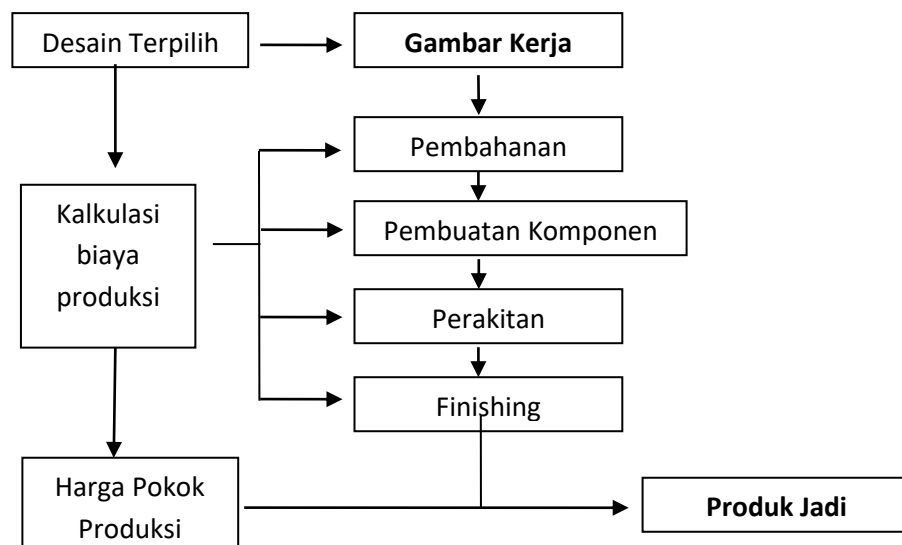 Desain Terpilih
Gambar Kerja
Pembahanan
Kalkulasi
biaya
produksi
Pembuatan Komponen
Perakitan
Finishing
Harga Pokok
Produksi
Produk Jadi